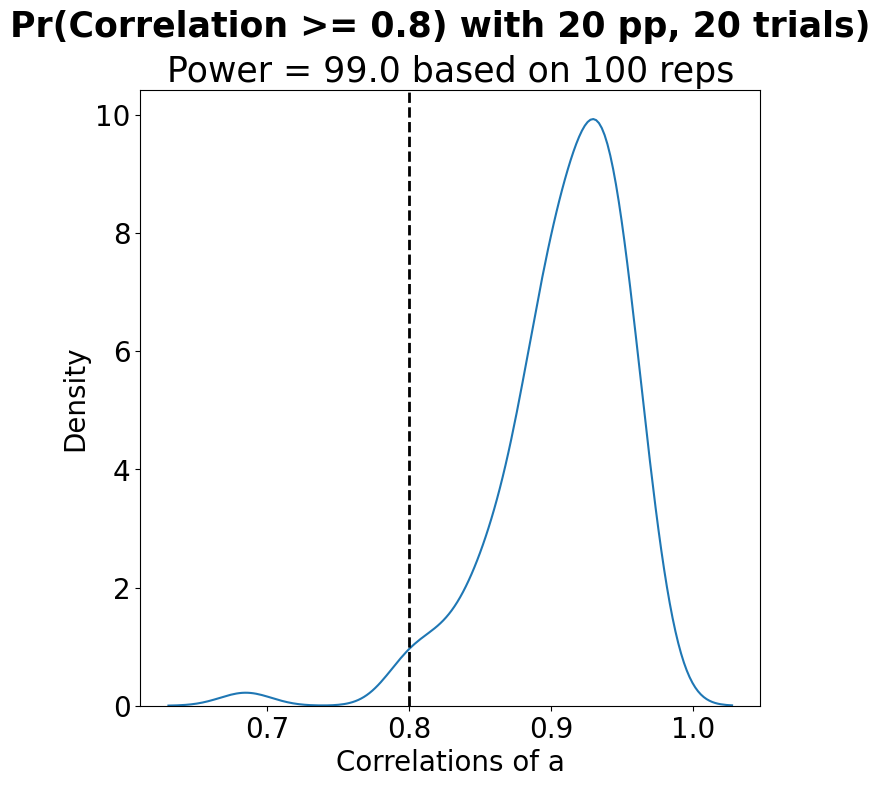 Pr(Correlation >= 0.8) with 20 pp, 20 trials)
Power = 99.0 based on 100 reps
10
8
6
4
2
0
Density
0.7 0.8 0.9 1.0
Correlations of a